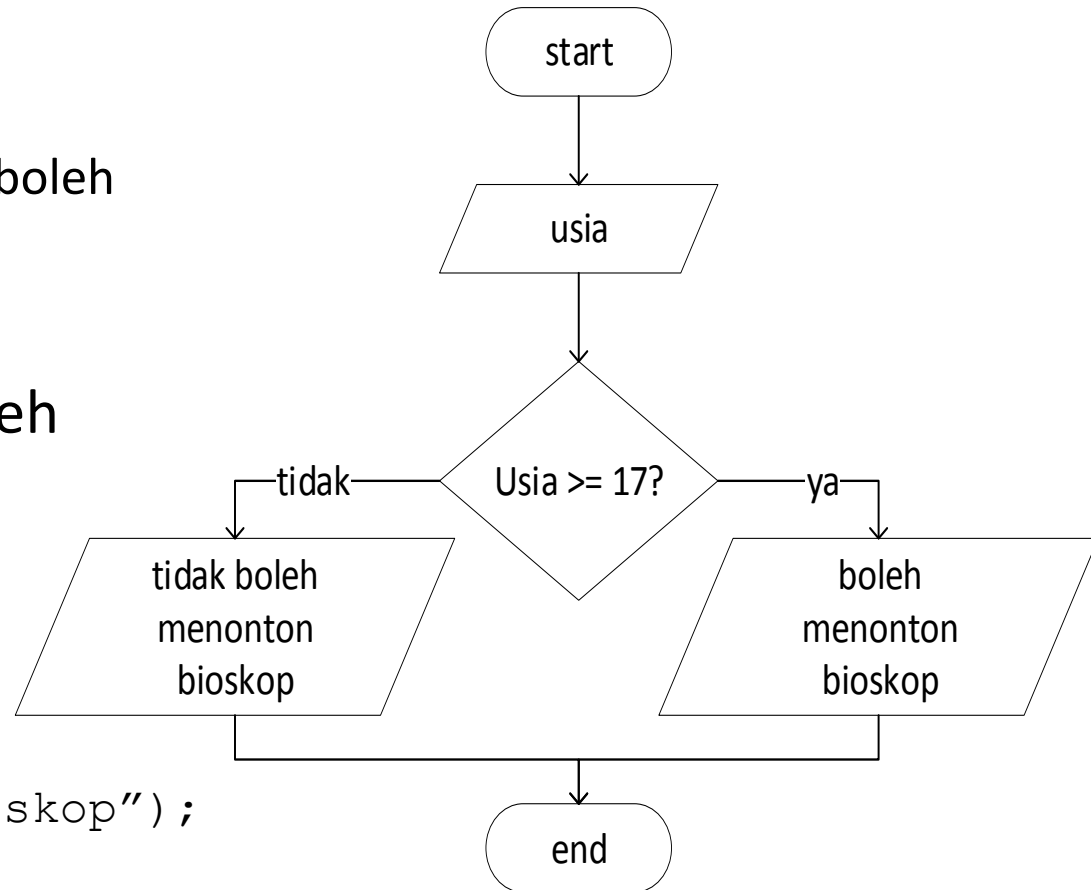 start
boleh
usia
eh
tidak
Usia >= 17?
ya
tidak boleh
menonton
bioskop
boleh
menonton
bioskop
skop”);
end